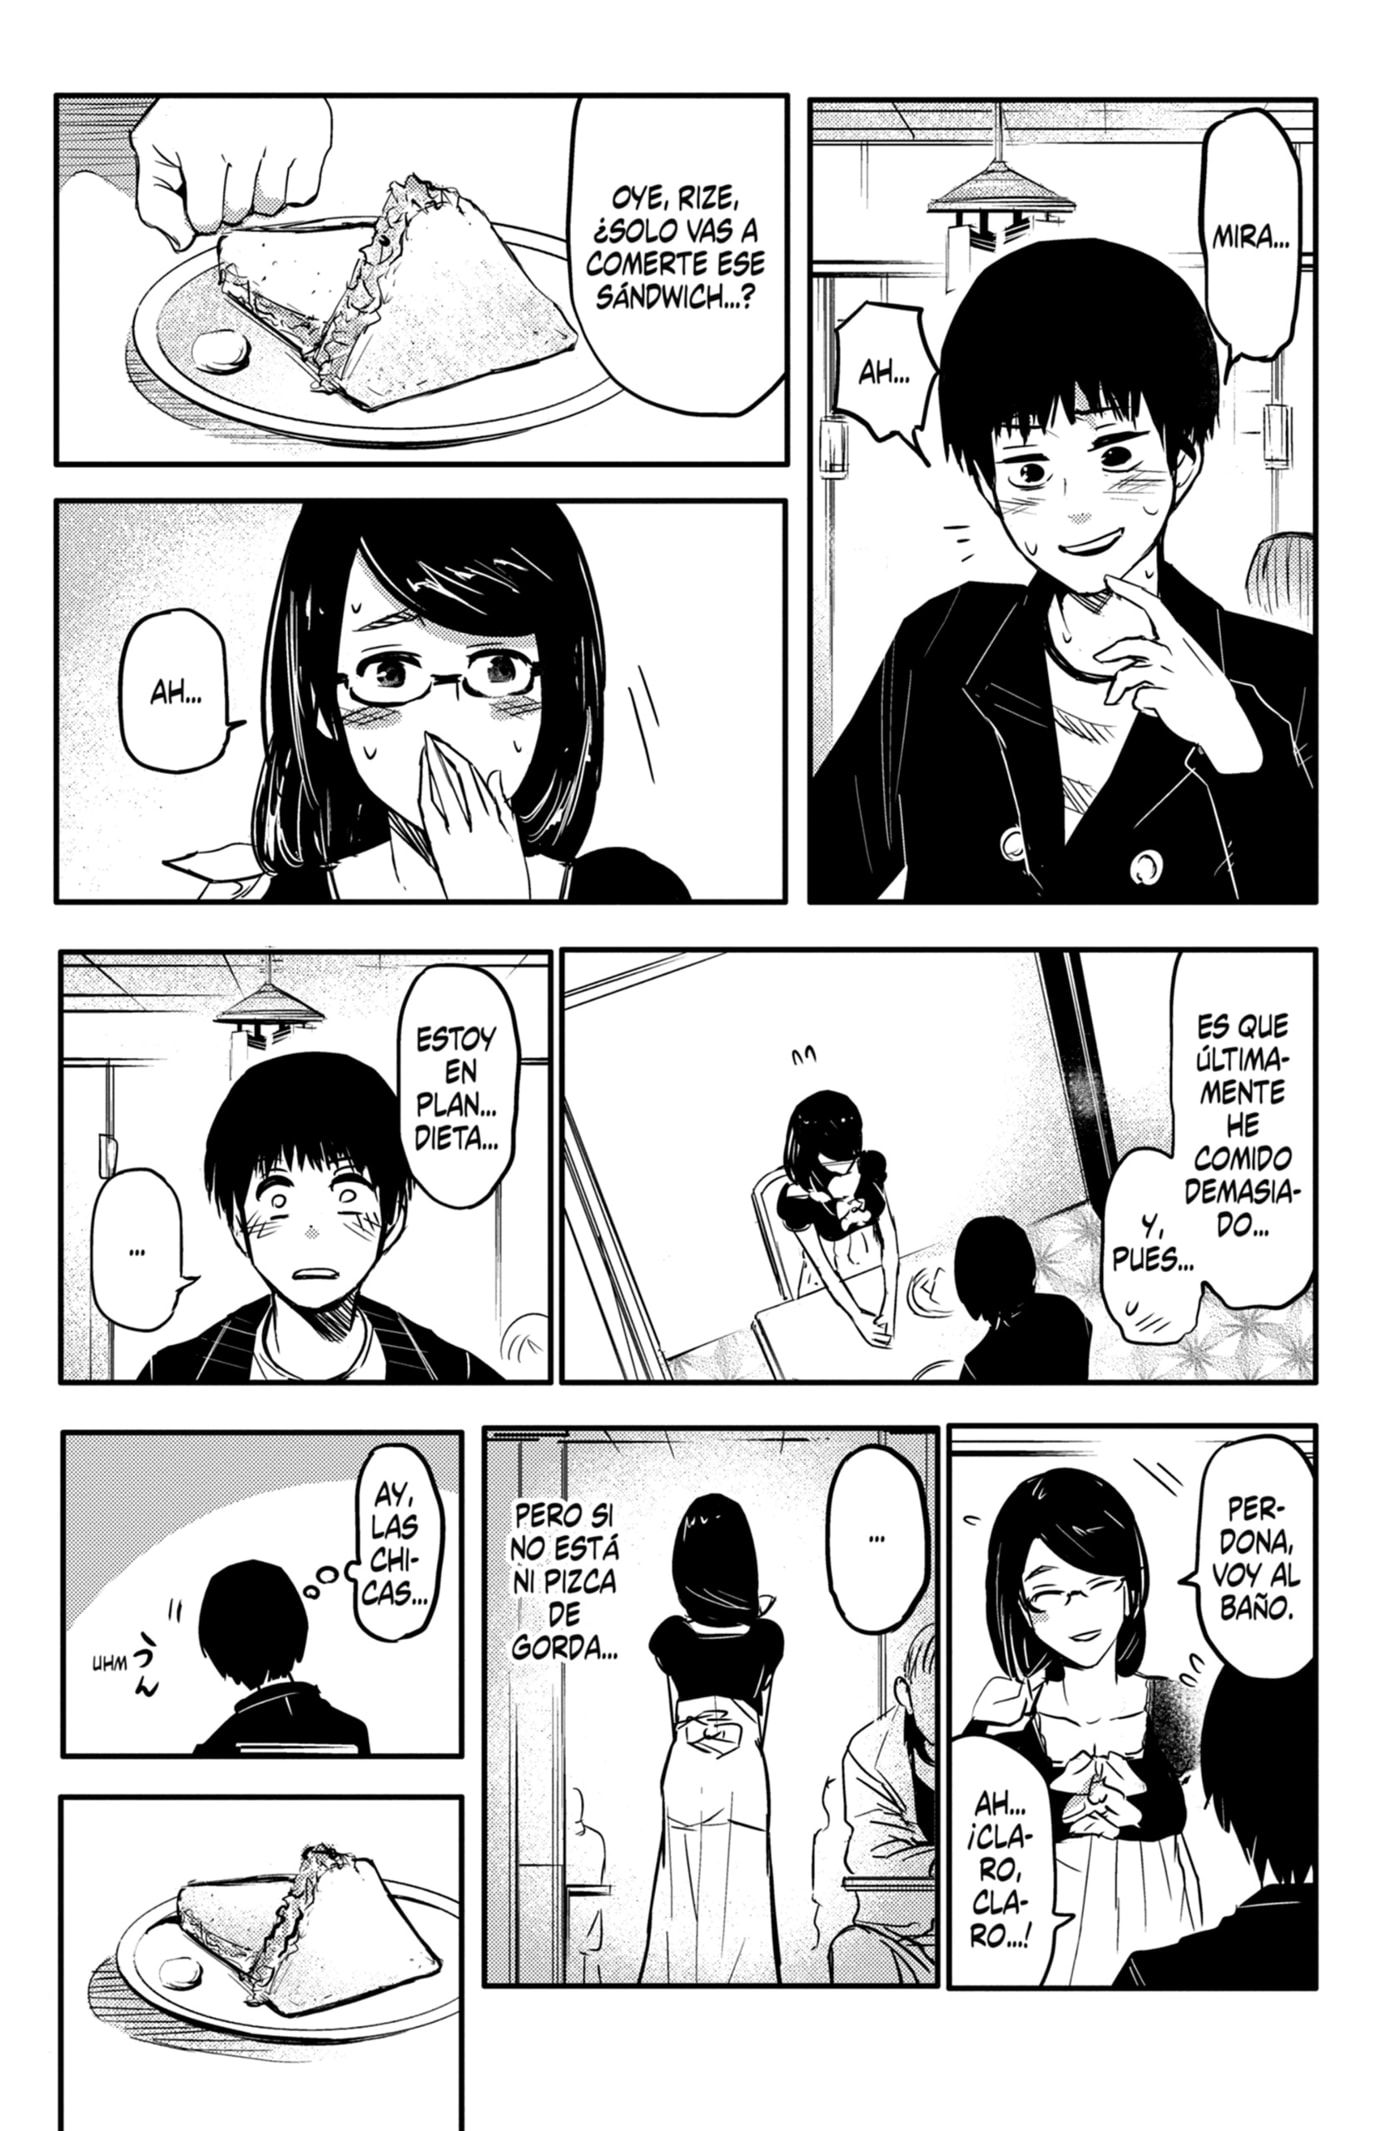 MIRA...
AH...
OYE, RIZE,
¿SOLO VAS A
COMERTE ESE
SÁNDWICH...?
AH...
ES QUE
ÚLTIMA-
MENTE
HE
COMIDO
DEMASIA-
DO...
Y,
PUES...
ESTOY
EN
PLAN...
DIETA...
...
PER-
DONA,
VOY AL
BAÑO.
AH...
¡CLA-
RO,
CLA-
RO...!
...
PERO SI
NO ESTÁ
NI PIZCA
DE
GORDA...
AY,
LAS
CHI-
CAS...
うん
UHM